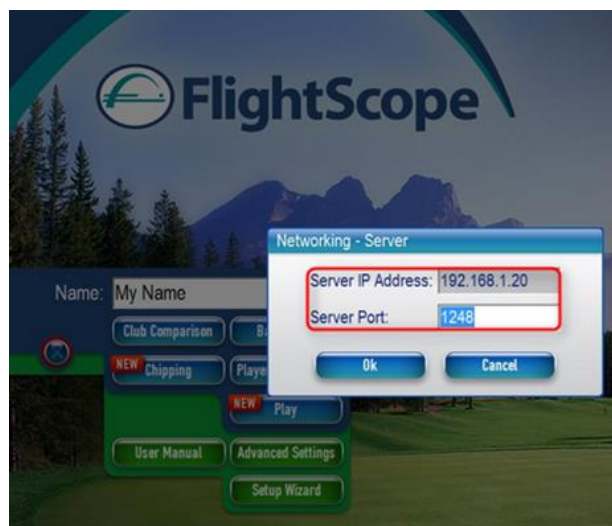 FlightScope
Networking - Server
Server IP Address: 192.168.1.20
Server Port: 1248
Ok Cancel
Name: My Name
Club Comparison
NEW Chipping
NEW Play
User Manual Advanced Settings
Setup Wizard